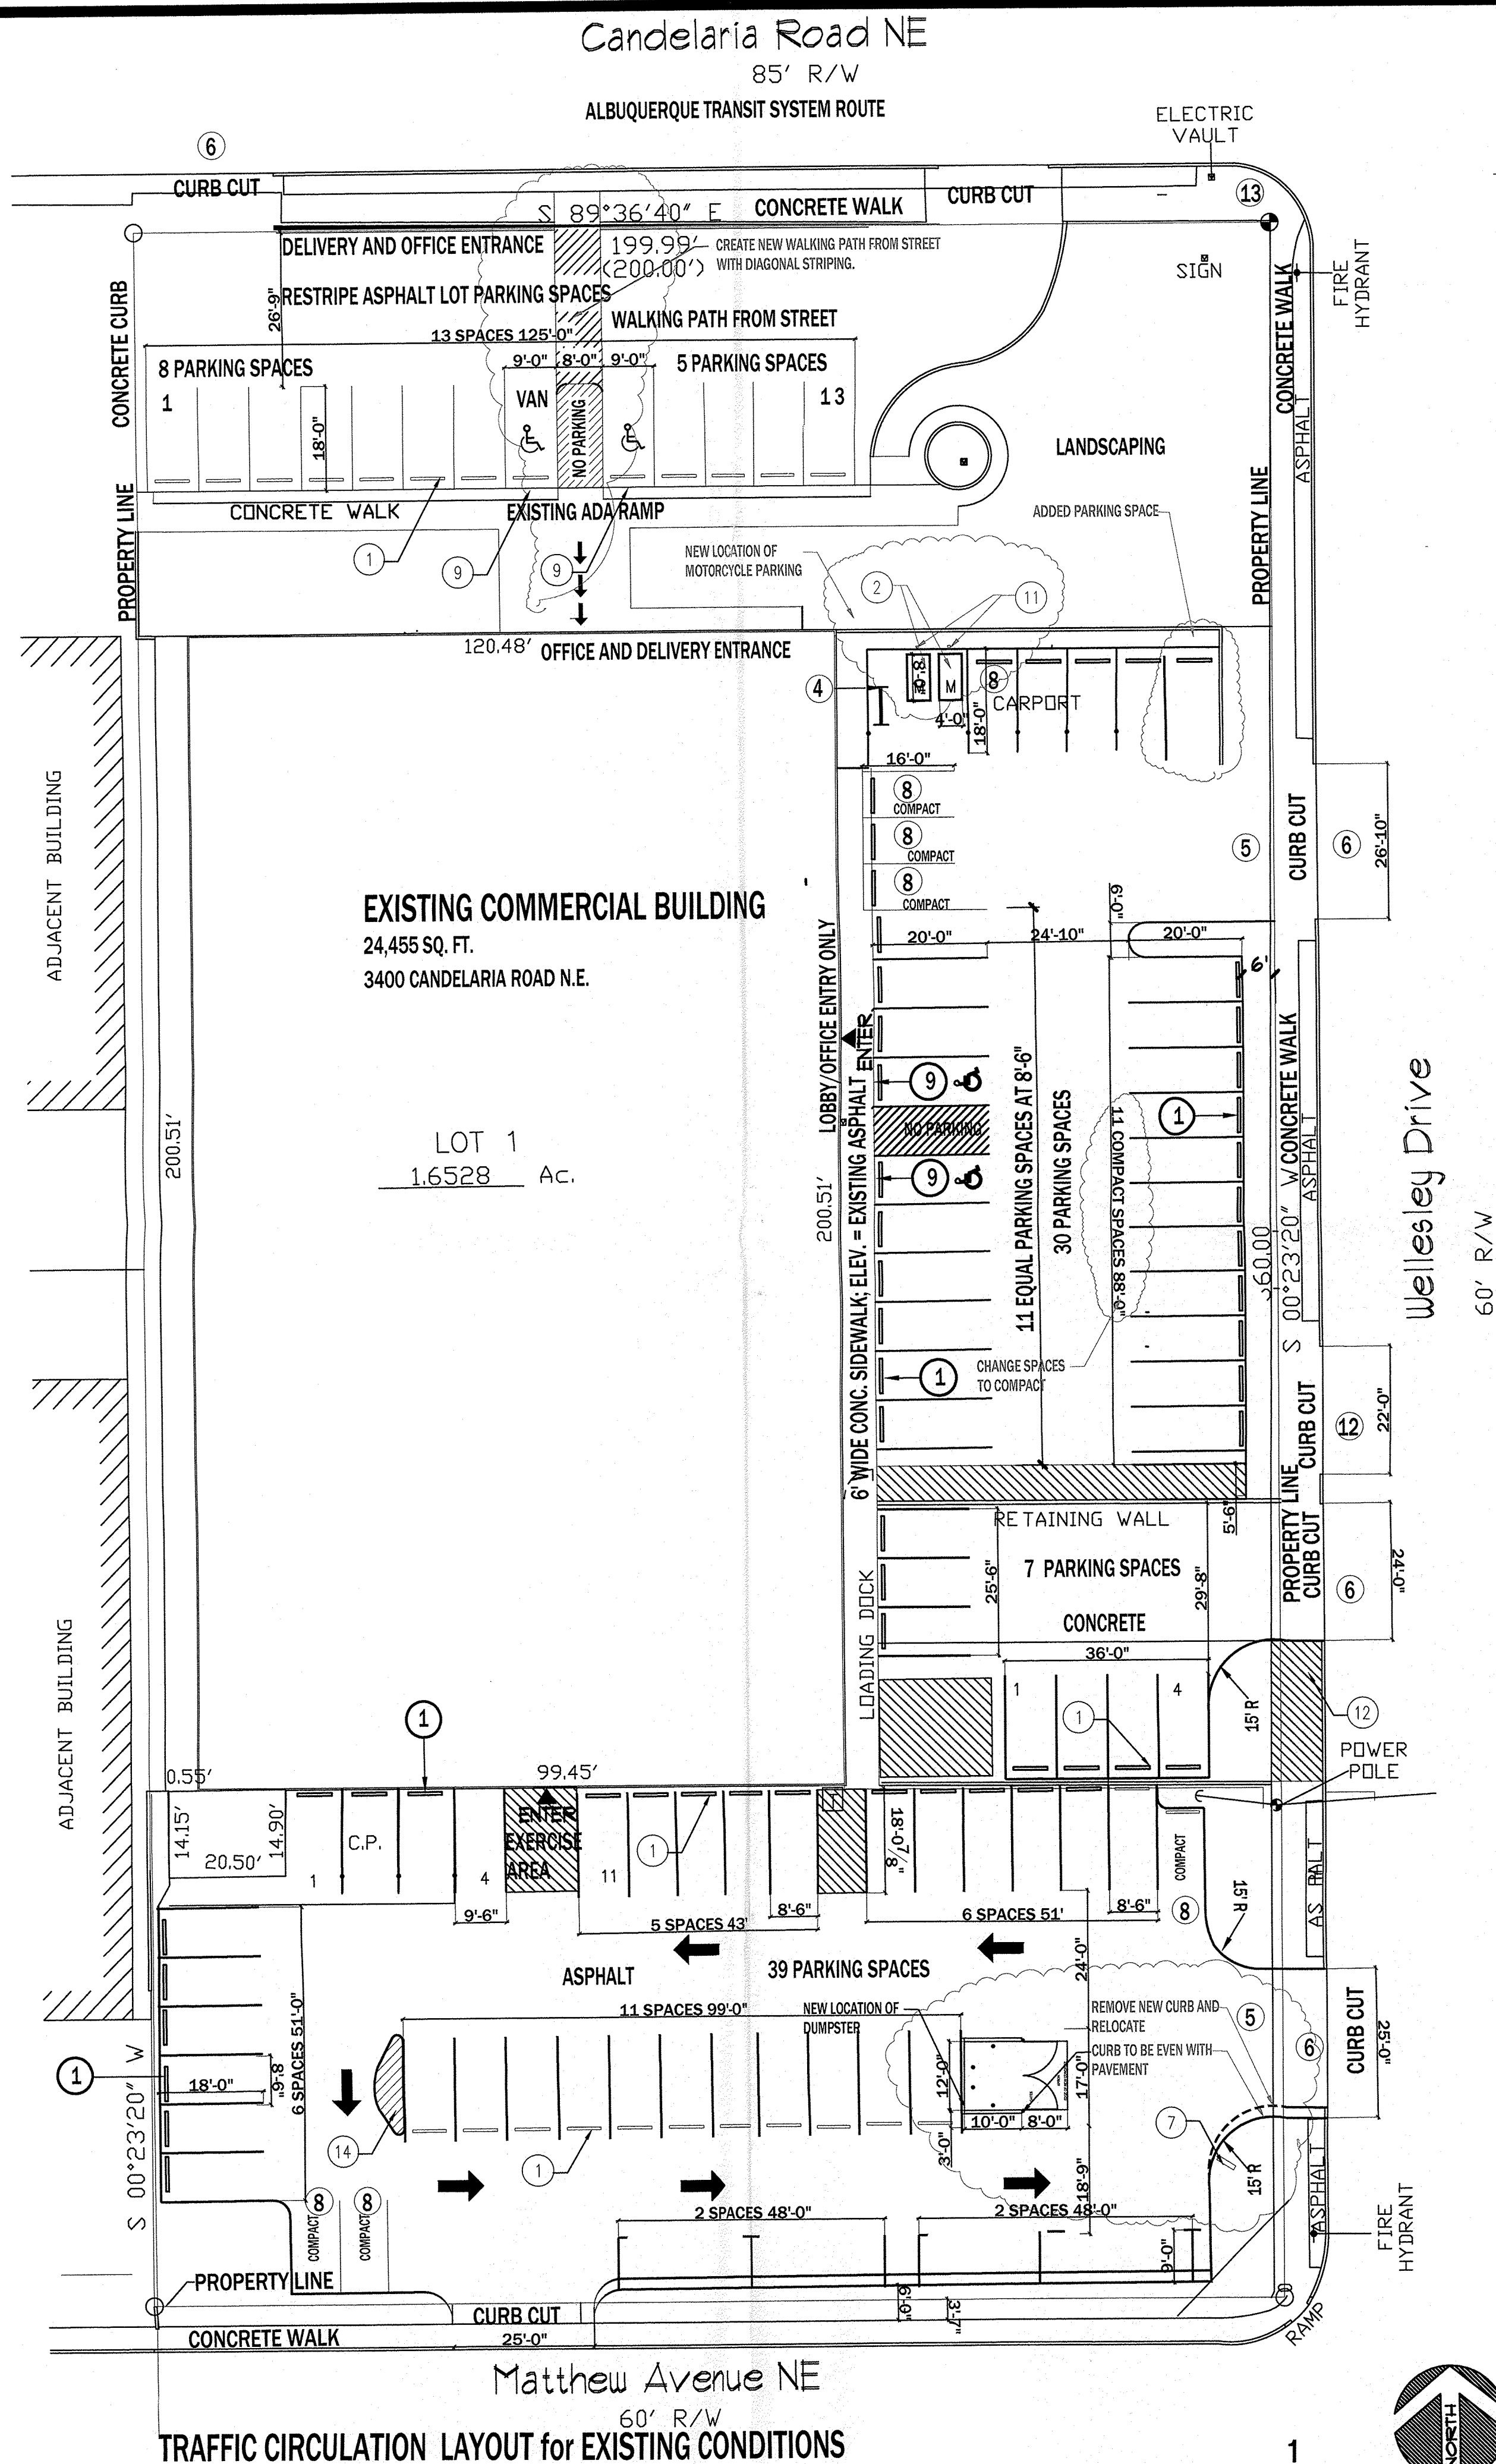 Candelaria Road NE
85' R/W
ALBUQUERQUE TRANSIT SYSTEM ROUTE
ELECTRIC
VAULT
6
CURB CUT
S 89°36'40" E
CONCRETE WALK
CURB CUT
13
DELIVERY AND OFFICE ENTRANCE
199.99'
(200.00')
CREATE NEW WALKING PATH FROM STREET
WITH DIAGONAL STRIPING.
SIGN
FIRE
HYDRANT
CONCRETE WALK
CONCRETE CURB
26'-9"
RESTRIPE ASPHALT LOT PARKING SPACES
WALKING PATH FROM STREET
13 SPACES 125'-0"
8 PARKING SPACES
9'-0"
8'-0"
9'-0"
5 PARKING SPACES
1
VAN
NO PARKING
13
18'-0"
ASPHALT
LANDSCAPING
PROPERTY LINE
PROPERTY LINE
CONCRETE WALK
EXISTING ADA RAMP
ADDED PARKING SPACE
1
9
9
NEW LOCATION OF
MOTORCYCLE PARKING
2
11
120.48'
OFFICE AND DELIVERY ENTRANCE
4
M
8'-0"
M
8
CARPORT
4'-0"
18'-0"
16'-0"
8
COMPACT
8
COMPACT
8
COMPACT
ADJACENT BUILDING
5
CURB CUT
6
26'-10"
EXISTING COMMERCIAL BUILDING
24,455 SQ. FT.
3400 CANDELARIA ROAD N.E.
LOBBY/OFFICE ENTRY ONLY
6'-0"
20'-0"
24'-10"
20'-0"
6'
ENTER
9
NO PARKING
9
11 EQUAL PARKING SPACES AT 8'-6"
30 PARKING SPACES
11 COMPACT SPACES 88'-0"
1
CONCRETE WALK
ASPHALT
Wellesley Drive
60' R/W
200.51'
LOT 1
1.6528 Ac.
200.51'
6' WIDE CONC. SIDEWALK; ELEV. = EXISTING ASPHALT
S 00°23'20" W
1
CHANGE SPACES
TO COMPACT
CURB CUT
12
22'-0"
PROPERTY LINE
RETAINING WALL
5'-6"
CURB CUT
6
24'-0"
LOADING DOCK
25'-6"
7 PARKING SPACES
29'-8"
CONCRETE
36'-0"
1
4
1
15' R
12
POWER
POLE
ADJACENT BUILDING
1
0.55'
99.45'
14.15'
14.90'
20.50'
C.P.
1
4
ENTER
EXERCISE
AREA
11
1
18'-0 7/8"
COMPACT
8
15' R
ASPHALT
9'-6"
5 SPACES 43'
8'-6"
6 SPACES 51'
8'-6"
ASPHALT
39 PARKING SPACES
24'-0"
11 SPACES 99'-0"
NEW LOCATION OF
DUMPSTER
REMOVE NEW CURB AND
RELOCATE
5
CURB TO BE EVEN WITH
PAVEMENT
6
CURB CUT
25'-0"
1
18'-0"
8'-6"
6 SPACES 51'-0"
12'-0"
17'-0"
10'-0"
8'-0"
3'-0"
14
1
7
15' R
ASPHALT
FIRE
HYDRANT
18'-9"
S 00°23'20" W
8
8
COMPACT
COMPACT
2 SPACES 48'-0"
2 SPACES 48'-0"
9'-0"
PROPERTY LINE
6'-0"
3'-7"
CURB CUT
RAMP
CONCRETE WALK
25'-0"
Matthew Avenue NE
60' R/W
TRAFFIC CIRCULATION LAYOUT for EXISTING CONDITIONS
1
NORTH